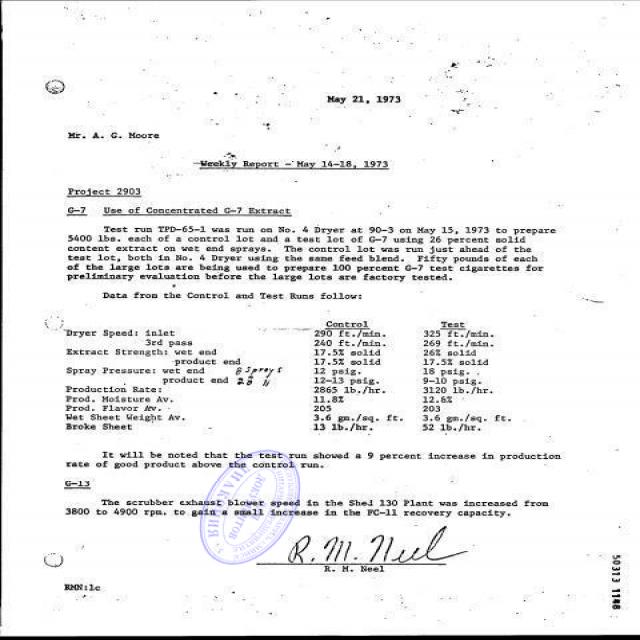 May 21, 1973
Mr. A. G. Moore
Weekly Report - May 14-18, 1973
Project 2903
G-7 Use of Concentrated G-7 Extract
Test run TPD-65-1 was run on No. 4 Dryer at 90-3 on May 15, 1973 to prepare
5400 lbs. each of a control lot and a test lot of G-7 using 26 percent solid
content extract on wet end sprays. The control lot was run just ahead of the
test lot, both in No. 4 Dryer using the same feed blend. Fifty pounds of each
of the large lots are being used to prepare 100 percent G-7 test cigarettes for
preliminary evaluation before the large lots are factory tested.
Data from the Control and Test Runs follow:
Control Test
Dryer Speed: inlet 290 ft./min. 325 ft./min.
3rd pass 240 ft./min. 269 ft./min.
Extract Strength: wet end 17.5% solid 26% solid
product end 17.5% solid 17.5% solid
Spray Pressure: wet end 8 sprays 12 psig. 18 psig.
product end 28 " 12-13 psig. 9-10 psig.
Production Rate: 2865 lb./hr. 3120 lb./hr.
Prod. Moisture Av. 11.8% 12.6%
Prod. Flavor Av. 205 203
Wet Sheet Weight Av. 3.6 gm./sq. ft. 3.6 gm./sq. ft.
Broke Sheet 13 lb./hr. 52 lb./hr.
It will be noted that the test run showed a 9 percent increase in production
rate of good product above the control run.
G-13
The scrubber exhaust blower speed in the Shed 130 Plant was increased from
3800 to 4900 rpm. to gain a small increase in the FC-11 recovery capacity.
R. M. Neel
R. M. Neel
RMN:lc
50313 1148